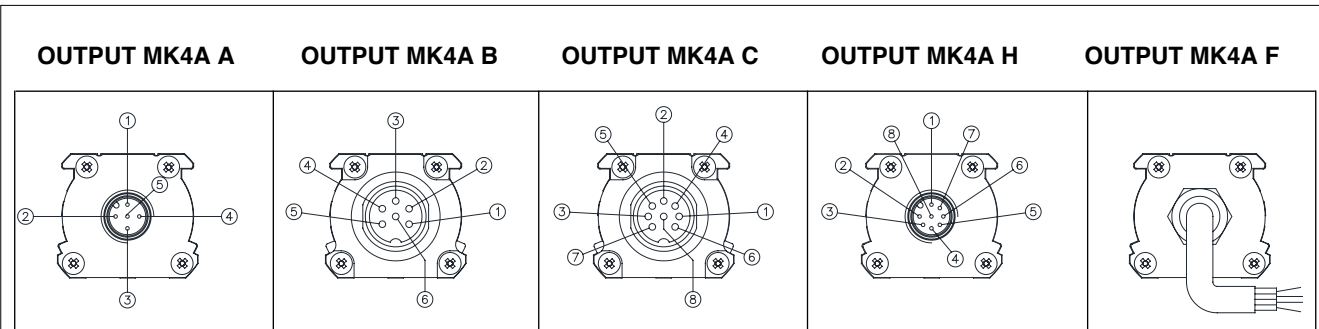 OUTPUT MK4A A OUTPUT MK4A B OUTPUT MK4A C OUTPUT MK4A H OUTPUT MK4A F
1 5 2 4 3
3 4 2 5 1 6
2 5 4 3 1 7 6 8
1 8 7 2 6 3 5 4